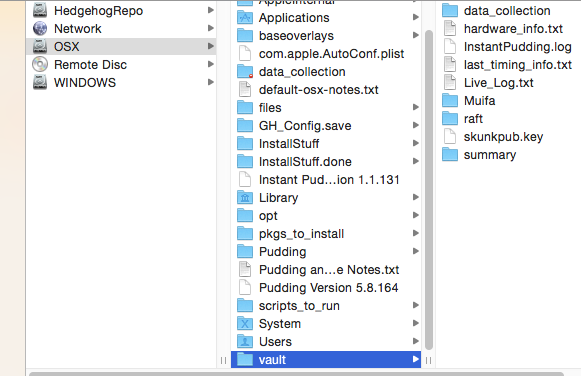 HedgehogRepo
Network
OSX
Remote Disc
WINDOWS
Applications
baseoverlays
com.apple.AutoConf.plist
data_collection
default-osx-notes.txt
files
GH_Config.save
InstallStuff
InstallStuff.done
Instant Pud...ion 1.1.131
Library
opt
pkgs_to_install
Pudding
Pudding an...e Notes.txt
Pudding Version 5.8.164
scripts_to_run
System
Users
vault
data_collection
hardware_info.txt
InstantPudding.log
last_timing_info.txt
Live_Log.txt
Muifa
raft
skunkpub.key
summary